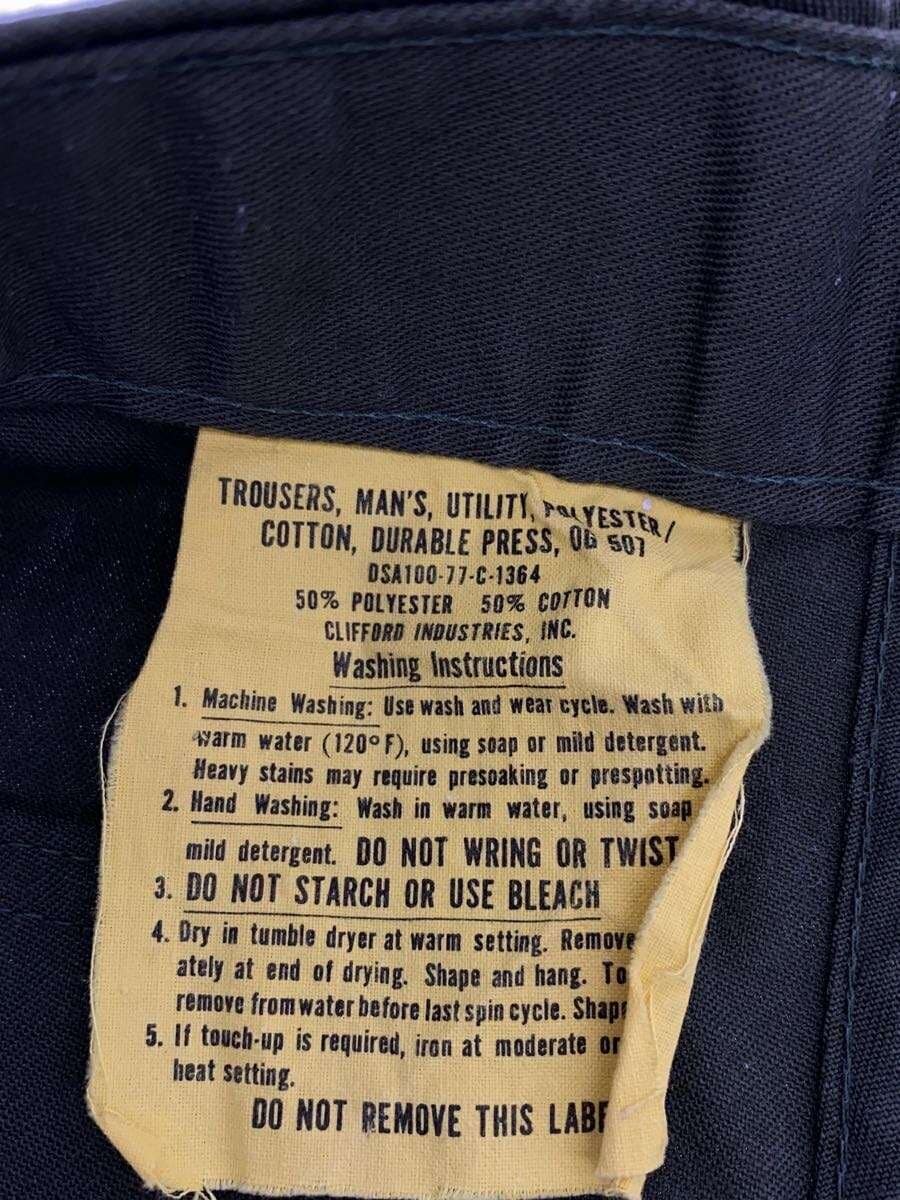 TROUSERS, MAN'S, UTILITY, POLYESTER/
COTTON, DURABLE PRESS, OG 507
DSA100-77-C-1364
50% POLYESTER 50% COTTON
CLIFFORD INDUSTRIES, INC.
Washing Instructions
1. Machine Washing: Use wash and wear cycle. Wash with
warm water (120°F), using soap or mild detergent.
Heavy stains may require presoaking or prespotting.
2. Hand Washing: Wash in warm water, using soap
mild detergent. DO NOT WRING OR TWIST
3. DO NOT STARCH OR USE BLEACH
4. Dry in tumble dryer at warm setting. Remove
ately at end of drying. Shape and hang. To
remove from water before last spin cycle. Shape
5. If touch-up is required, iron at moderate or
heat setting.
DO NOT REMOVE THIS LABE